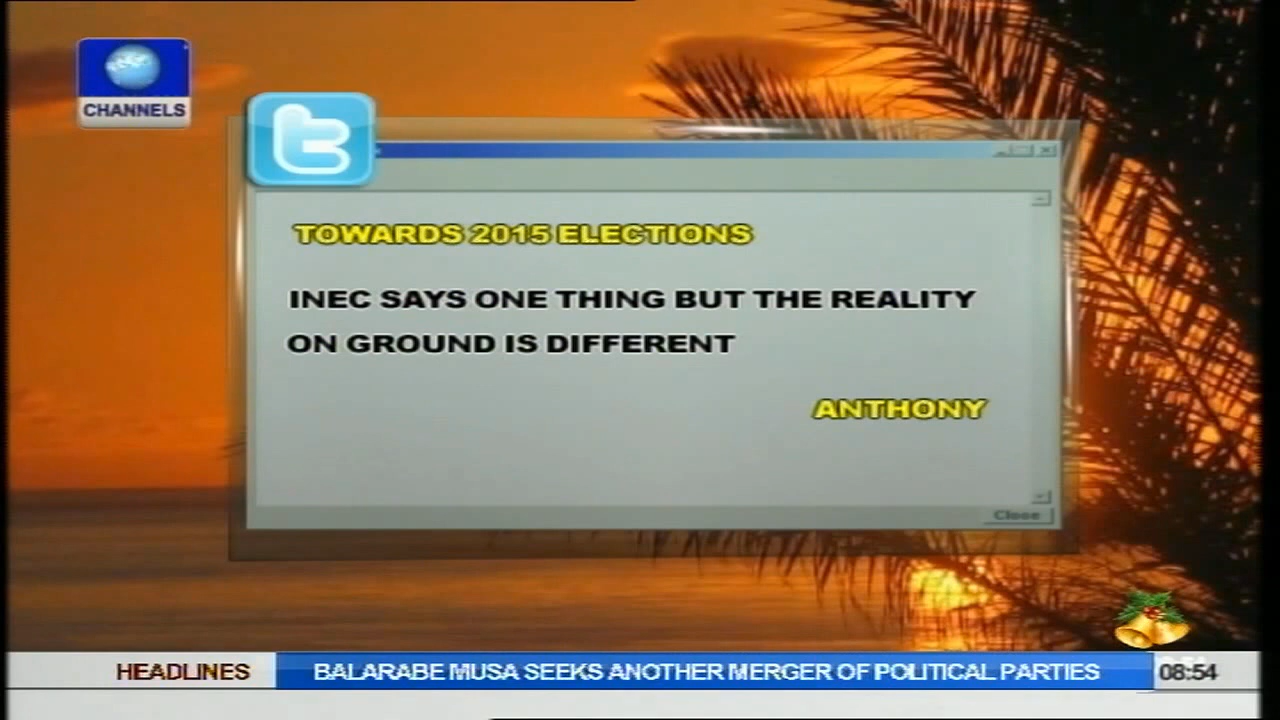 CHANNELS
TOWARDS 2015 ELECTIONS
INEC SAYS ONE THING BUT THE REALITY
ON GROUND IS DIFFERENT
ANTHONY
Close
HEADLINES BALARABE MUSA SEEKS ANOTHER MERGER OF POLITICAL PARTIES 08:54